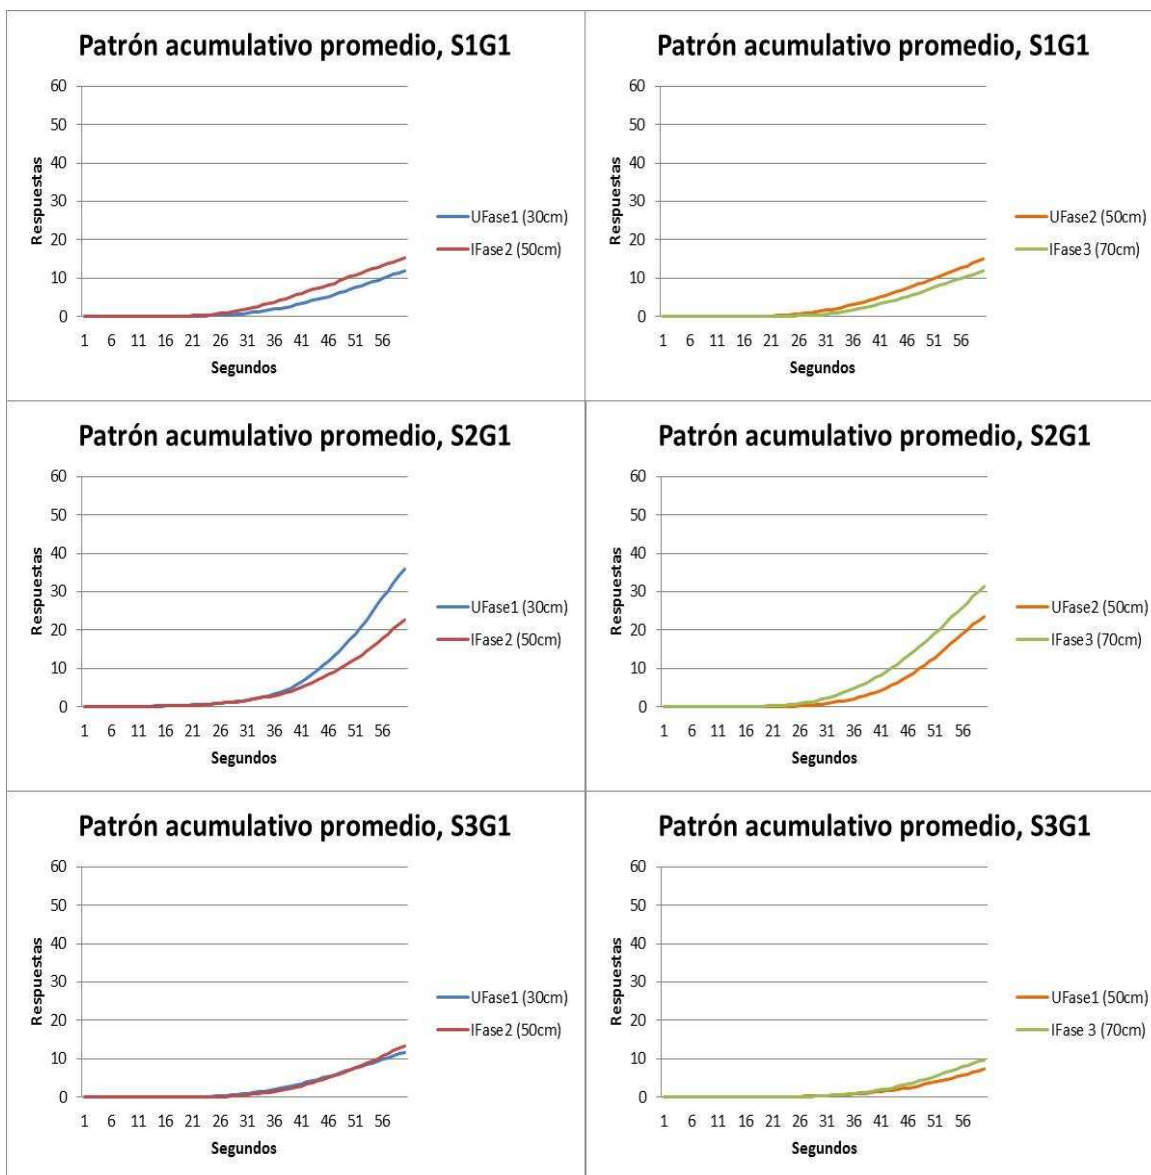 Patrón acumulativo promedio, S1G1
60
50
40
30
20
10
0
Respuestas
1 6 11 16 21 26 31 36 41 46 51 56
Segundos
UFase1 (30cm)
IFase2 (50cm)
Patrón acumulativo promedio, S1G1
60
50
40
30
20
10
0
Respuestas
1 6 11 16 21 26 31 36 41 46 51 56
Segundos
UFase2 (50cm)
IFase3 (70cm)
Patrón acumulativo promedio, S2G1
60
50
40
30
20
10
0
Respuestas
1 6 11 16 21 26 31 36 41 46 51 56
Segundos
UFase1 (30cm)
IFase2 (50cm)
Patrón acumulativo promedio, S2G1
60
50
40
30
20
10
0
Respuestas
1 6 11 16 21 26 31 36 41 46 51 56
Segundos
UFase2 (50cm)
IFase3 (70cm)
Patrón acumulativo promedio, S3G1
60
50
40
30
20
10
0
Respuestas
1 6 11 16 21 26 31 36 41 46 51 56
Segundos
UFase1 (30cm)
IFase2 (50cm)
Patrón acumulativo promedio, S3G1
60
50
40
30
20
10
0
Respuestas
1 6 11 16 21 26 31 36 41 46 51 56
Segundos
UFase1 (50cm)
IFase 3 (70cm)